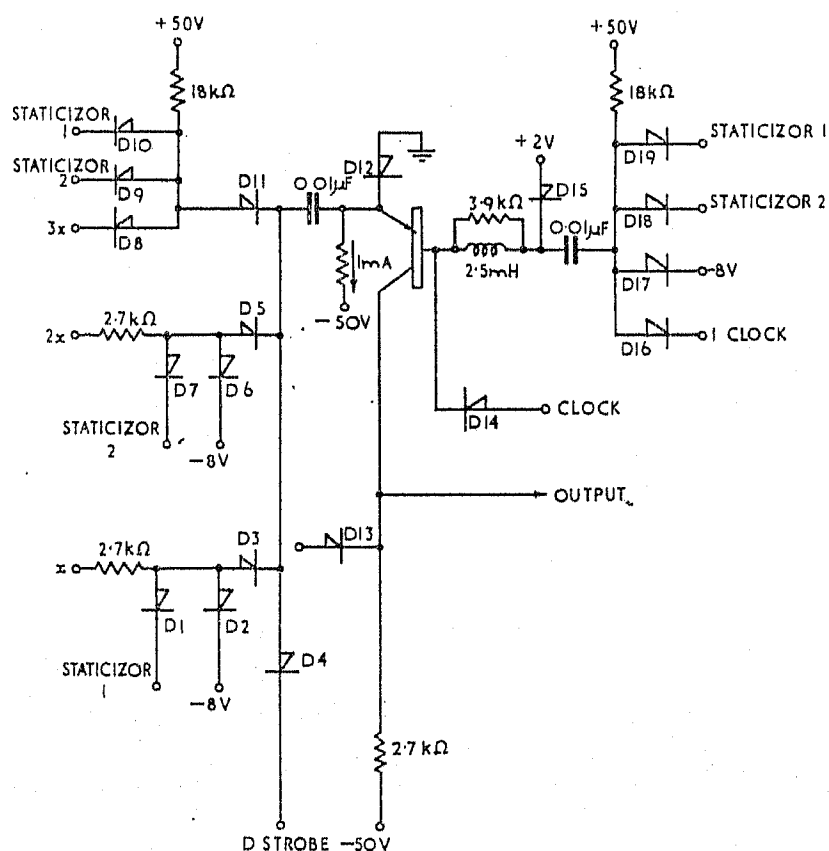 +50V
18kΩ
STATICIZOR
1
D10
STATICIZOR
2
D9
3x
D8
D11
0.01μF
D12
1mA
-50V
+2V
D15
3.9kΩ
2.5mH
0.01μF
+50V
18kΩ
D19
STATICIZOR 1
D18
STATICIZOR 2
D17
-8V
D16
1 CLOCK
2x
2.7kΩ
D5
D7
D6
STATICIZOR
2
-8V
D14
CLOCK
OUTPUT
x
2.7kΩ
D3
D13
D1
D2
D4
STATICIZOR
1
-8V
2.7kΩ
D STROBE
-50V